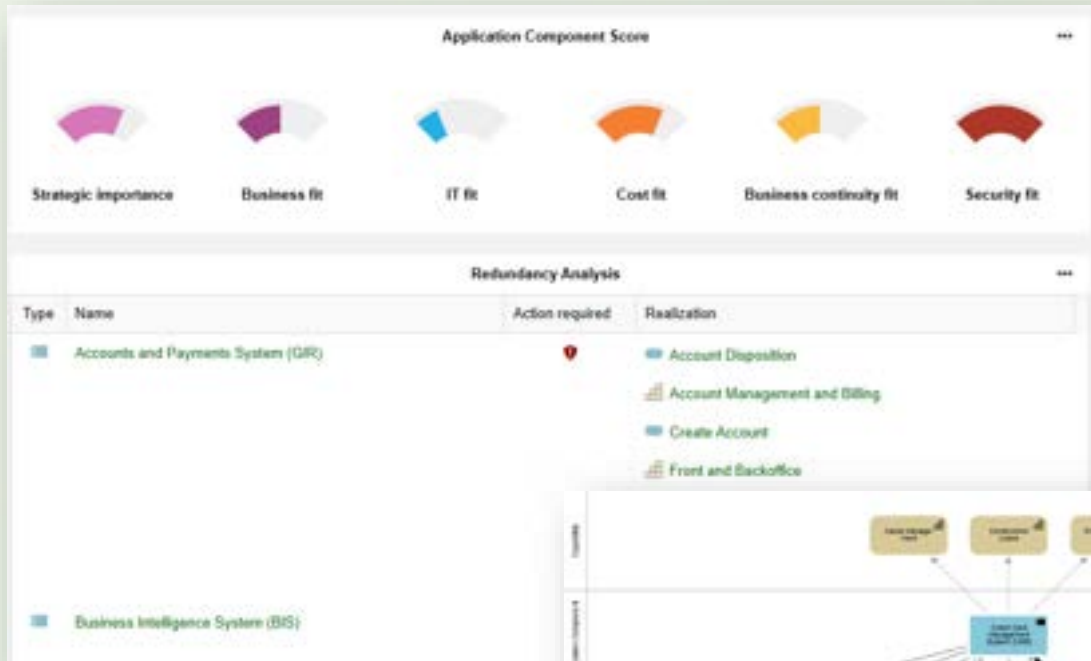 Application Component Score
Strategic importance
Business fit
IT fit
Cost fit
Business continuity fit
Security fit
Redundancy Analysis
Type Name Action required Realization
Accounts and Payments System (GIR) Account Disposition
Account Management and Billing
Create Account
Front and Backoffice
Business Intelligence System (BIS)